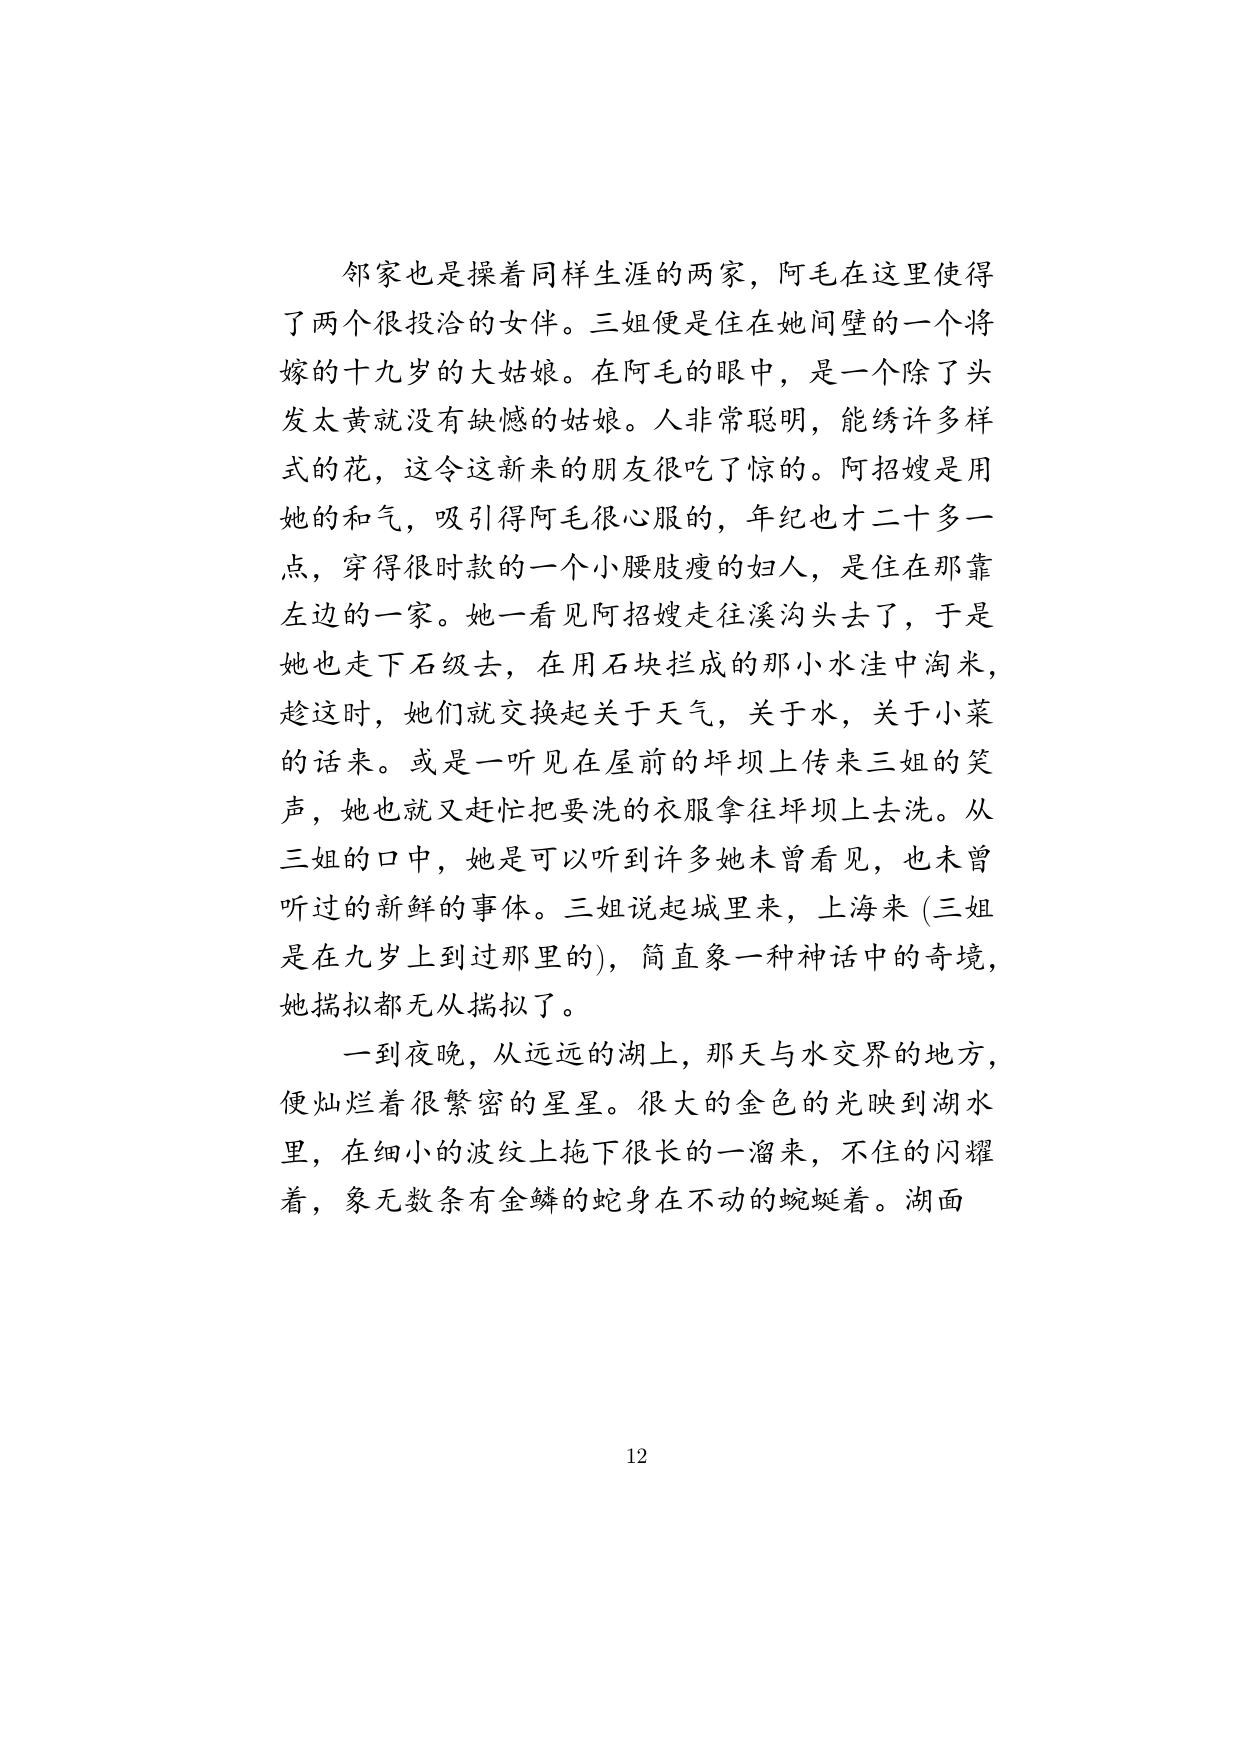 邻家也是操着同样生涯的两家，阿毛在这里使得
了两个很投洽的女伴。三姐便是住在她间壁的一个将
嫁的十九岁的大姑娘。在阿毛的眼中，是一个除了头
发太黄就没有缺憾的姑娘。人非常聪明，能绣许多样
式的花，这令这新来的朋友很吃了惊的。阿招嫂是用
她的和气，吸引得阿毛很心服的，年纪也才二十多一
点，穿得很时款的一个小腰肢瘦的妇人，是住在那靠
左边的一家。她一看见阿招嫂走往溪沟头去了，于是
她也走下石级去，在用石块拦成的那小水洼中淘米，
趁这时，她们就交换起关于天气，关于水，关于小菜
的话来。或是一听见在屋前的坪坝上传来三姐的笑
声，她也就又赶忙把要洗的衣服拿往坪坝上去洗。从
三姐的口中，她是可以听到许多她未曾看见，也未曾
听过的新鲜的事体。三姐说起城里来，上海来 (三姐
是在九岁上到过那里的)，简直象一种神话中的奇境，
她揣拟都无从揣拟了。
一到夜晚，从远远的湖上，那天与水交界的地方，
便灿烂着很繁密的星星。很大的金色的光映到湖水
里，在细小的波纹上拖下很长的一溜来，不住的闪耀
着，象无数条有金鳞的蛇身在不动的蜿蜒着。湖面
12